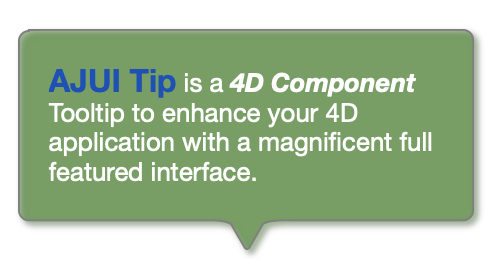 AJUI Tip is a 4D Component
Tooltip to enhance your 4D
application with a magnificent full
featured interface.